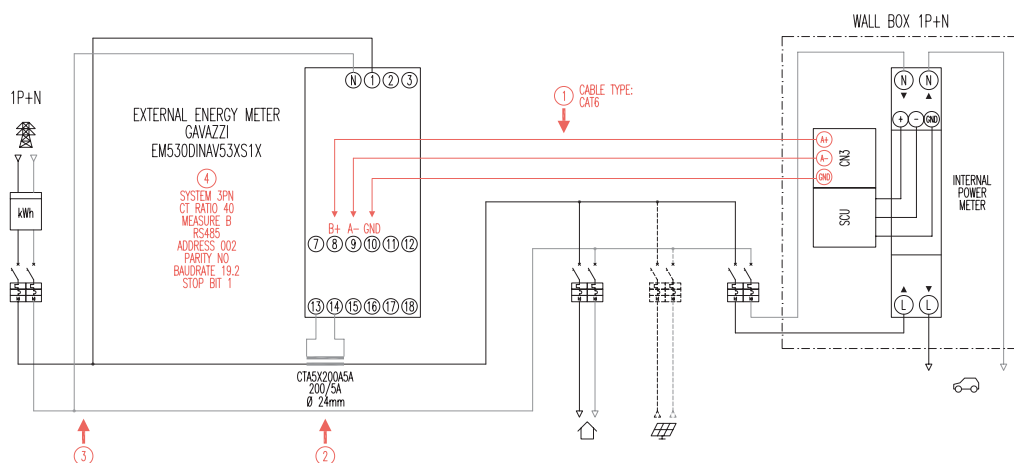 WALL BOX 1P+N
1P+N
kWh
EXTERNAL ENERGY METER
GAVAZZI
EM530DINAV53XS1X
4
SYSTEM 3PN
CT RATIO 40
MEASURE B
RS485
ADDRESS 002
PARITY NO
BAUDRATE 19.2
STOP BIT 1
N 1 2 3
B+ A- GND
7 8 9 10 11 12
13 14 15 16 17 18
CTA5X200A5A
200/5A
Ø 24mm
3
2
1
CABLE TYPE:
CAT6
A+
A-
GND
CN3
SCU
N N
+ - GND
INTERNAL
POWER
METER
L L